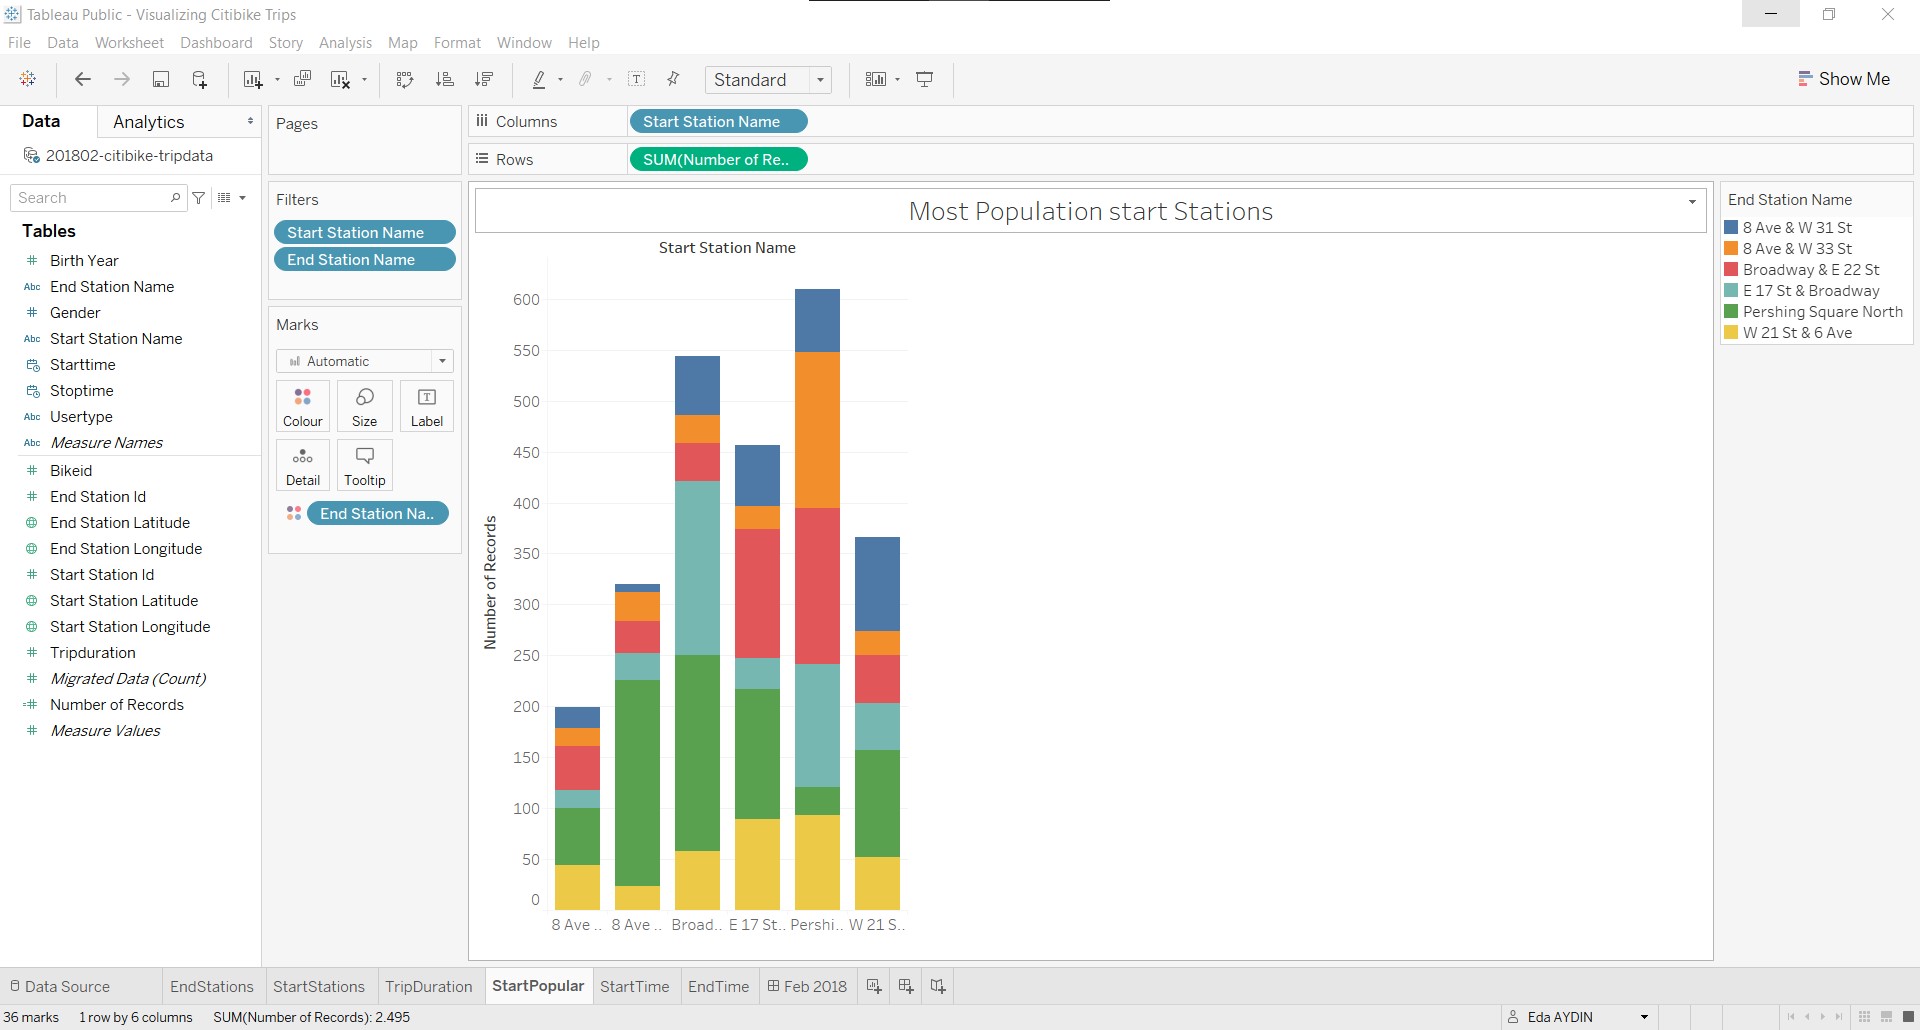 Tableau Public - Visualizing Citibike Trips
File Data Worksheet Dashboard Story Analysis Map Format Window Help
Standard
Show Me
Data Analytics
201802-citibike-tripdata
Search
Tables
Birth Year
Abc End Station Name
Gender
Abc Start Station Name
Starttime
Stoptime
Abc Usertype
Abc Measure Names
Bikeid
End Station Id
End Station Latitude
End Station Longitude
Start Station Id
Start Station Latitude
Start Station Longitude
Tripduration
Migrated Data (Count)
Number of Records
Measure Values
Pages
Filters
Start Station Name
End Station Name
Marks
Automatic
Colour Size Label
Detail Tooltip
End Station Na..
Columns Start Station Name
Rows SUM(Number of Re..
Most Population start Stations
Start Station Name
Number of Records
600
550
500
450
400
350
300
250
200
150
100
50
0
8 Ave .. 8 Ave .. Broad.. E 17 St.. Pershi.. W 21 S..
End Station Name
8 Ave & W 31 St
8 Ave & W 33 St
Broadway & E 22 St
E 17 St & Broadway
Pershing Square North
W 21 St & 6 Ave
Data Source EndStations StartStations TripDuration StartPopular StartTime EndTime Feb 2018
36 marks 1 row by 6 columns SUM(Number of Records): 2.495 Eda AYDIN